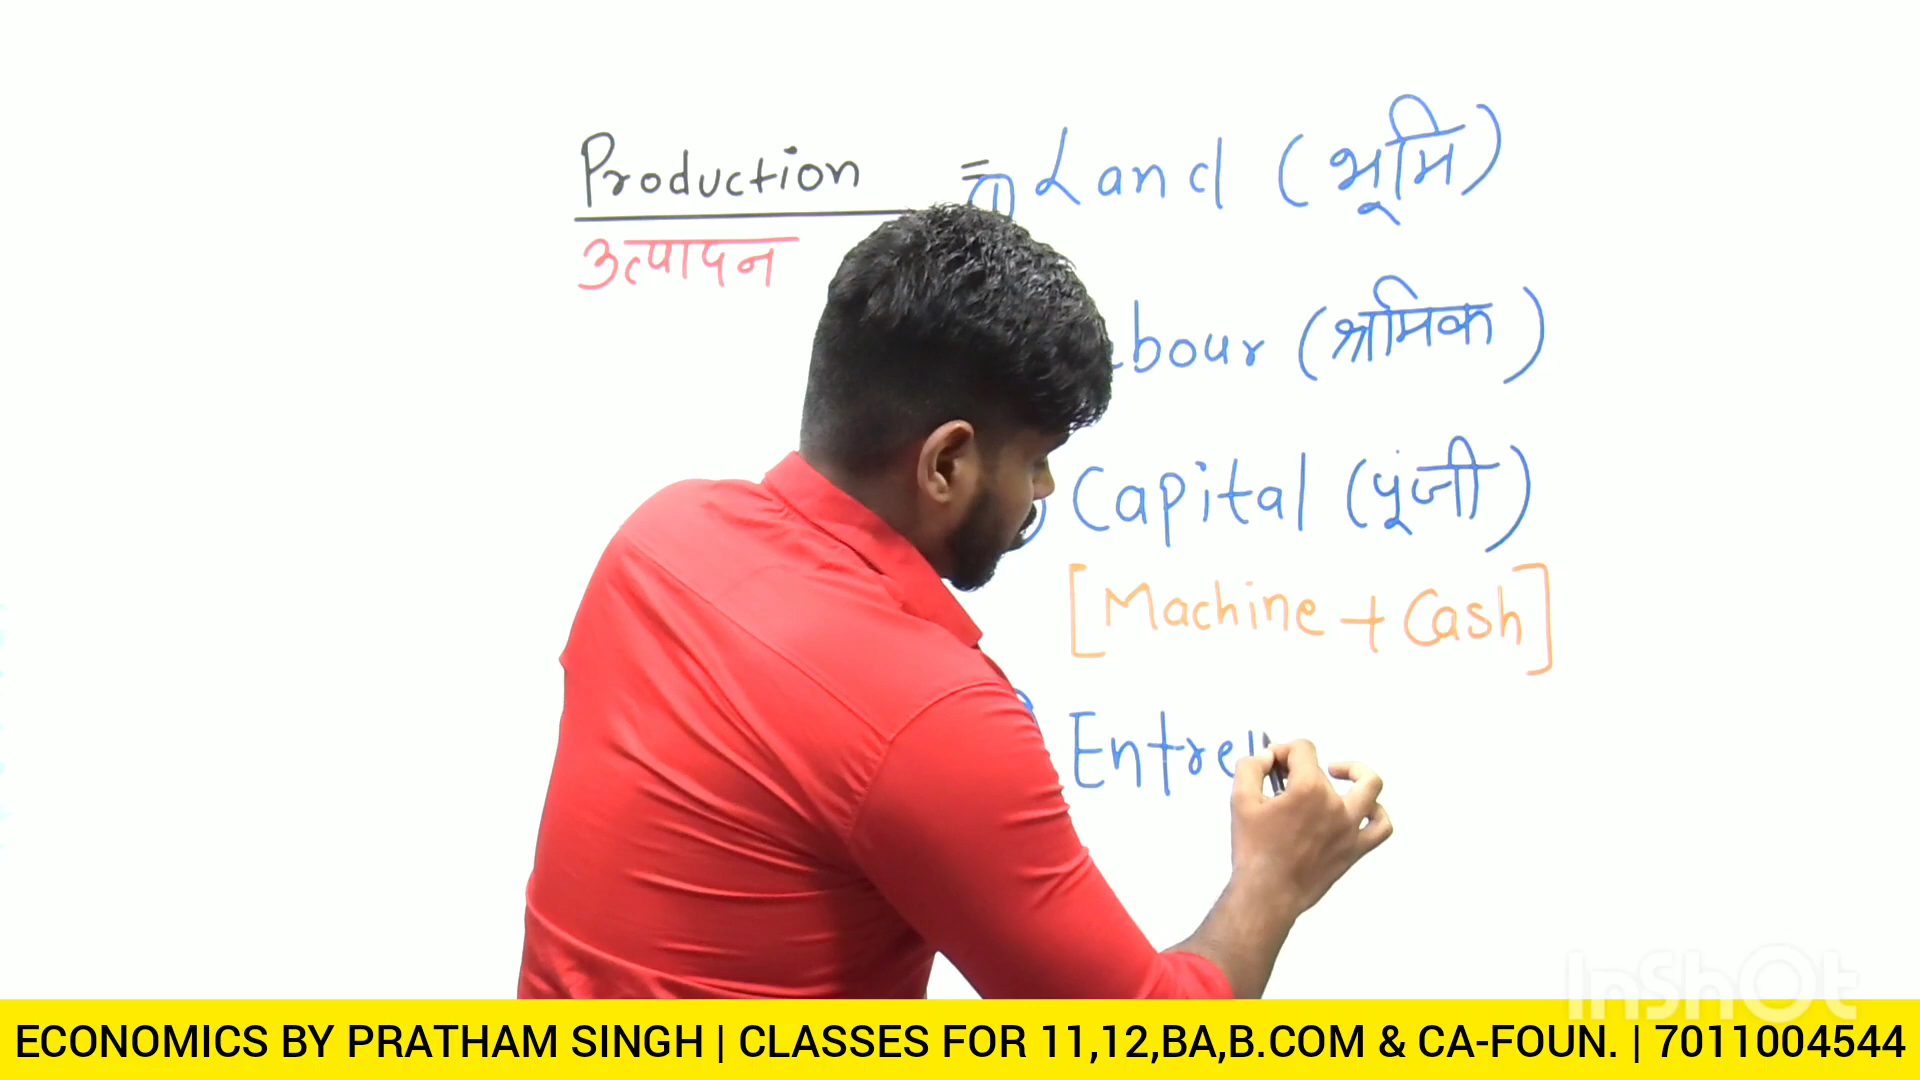 Production = ① Land (भूमि)
उत्पादन
bour (श्रमिक)
Capital (पूंजी)
[Machine + Cash]
Entre
InShOt
ECONOMICS BY PRATHAM SINGH | CLASSES FOR 11,12,BA,B.COM & CA-FOUN. | 7011004544